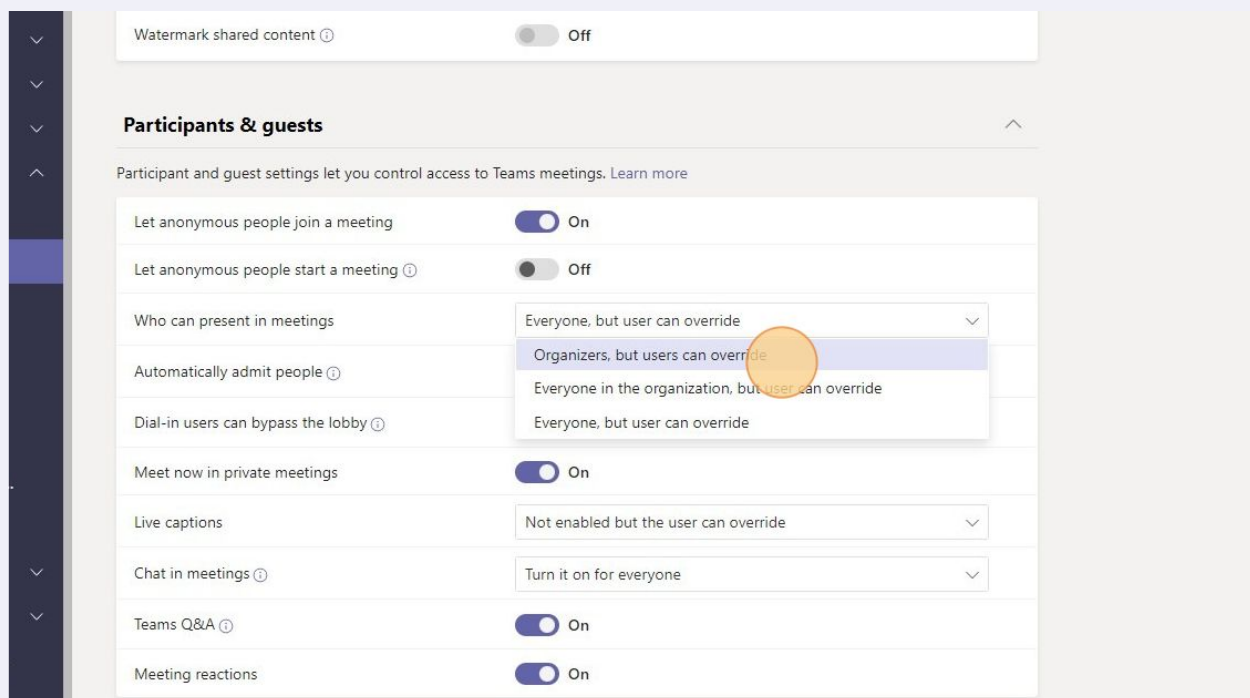 Watermark shared content
Off
Participants & guests
Participant and guest settings let you control access to Teams meetings. Learn more
Let anonymous people join a meeting
On
Let anonymous people start a meeting
Off
Who can present in meetings
Everyone, but user can override
Organizers, but users can override
Automatically admit people
Everyone in the organization, but user can override
Dial-in users can bypass the lobby
Everyone, but user can override
Meet now in private meetings
On
Live captions
Not enabled but the user can override
Chat in meetings
Turn it on for everyone
Teams Q&A
On
Meeting reactions
On